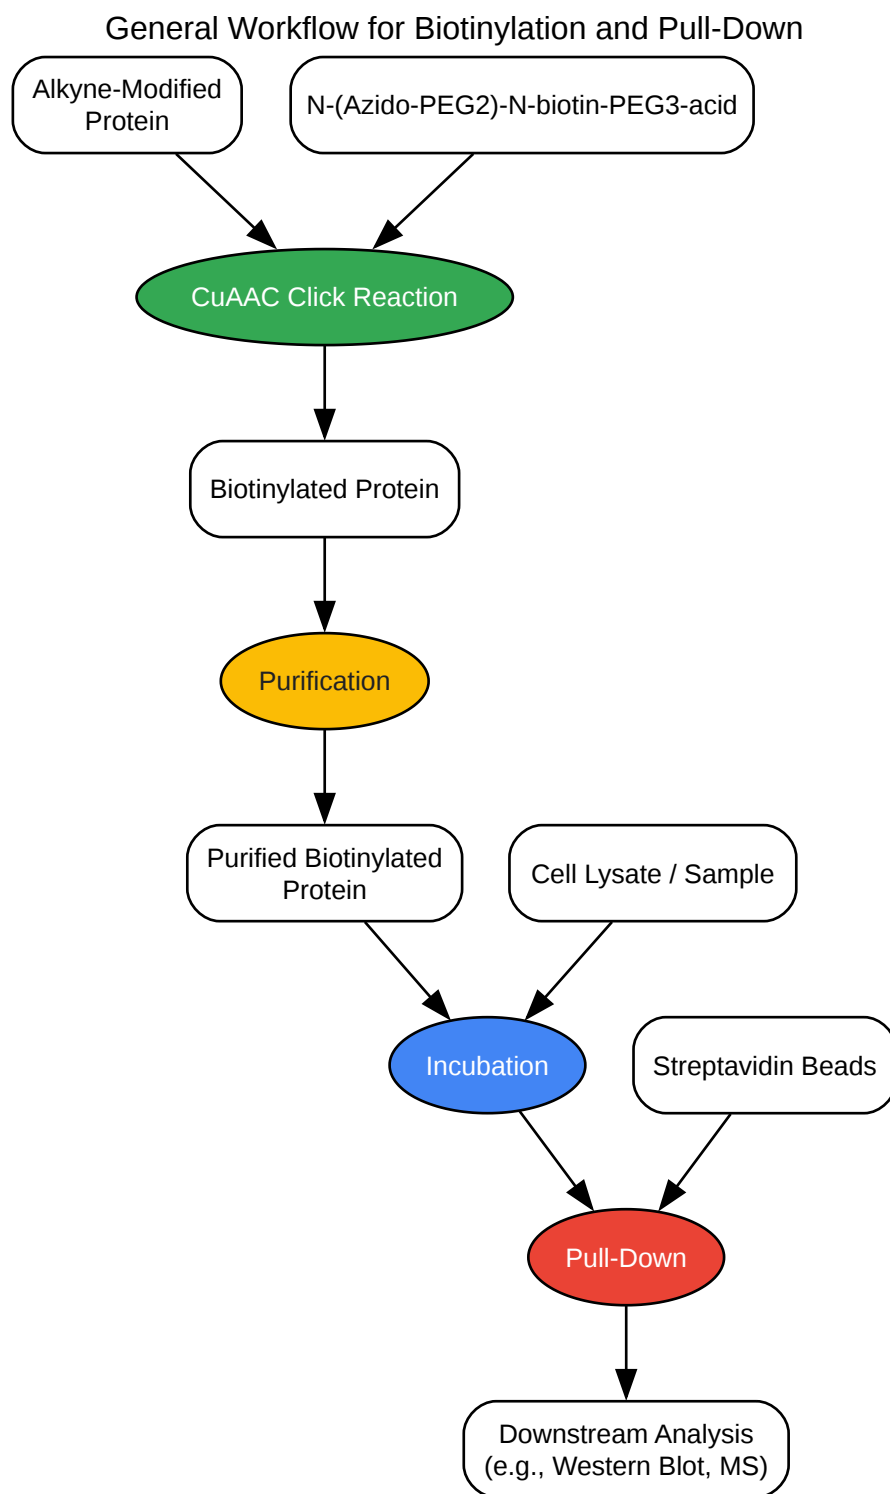 General Workflow for Biotinylation and Pull-Down
Alkyne-Modified
Protein
N-(Azido-PEG2)-N-biotin-PEG3-acid
CuAAC Click Reaction
Biotinylated Protein
Purification
Purified Biotinylated
Protein
Cell Lysate / Sample
Incubation
Streptavidin Beads
Pull-Down
Downstream Analysis
(e.g., Western Blot, MS)